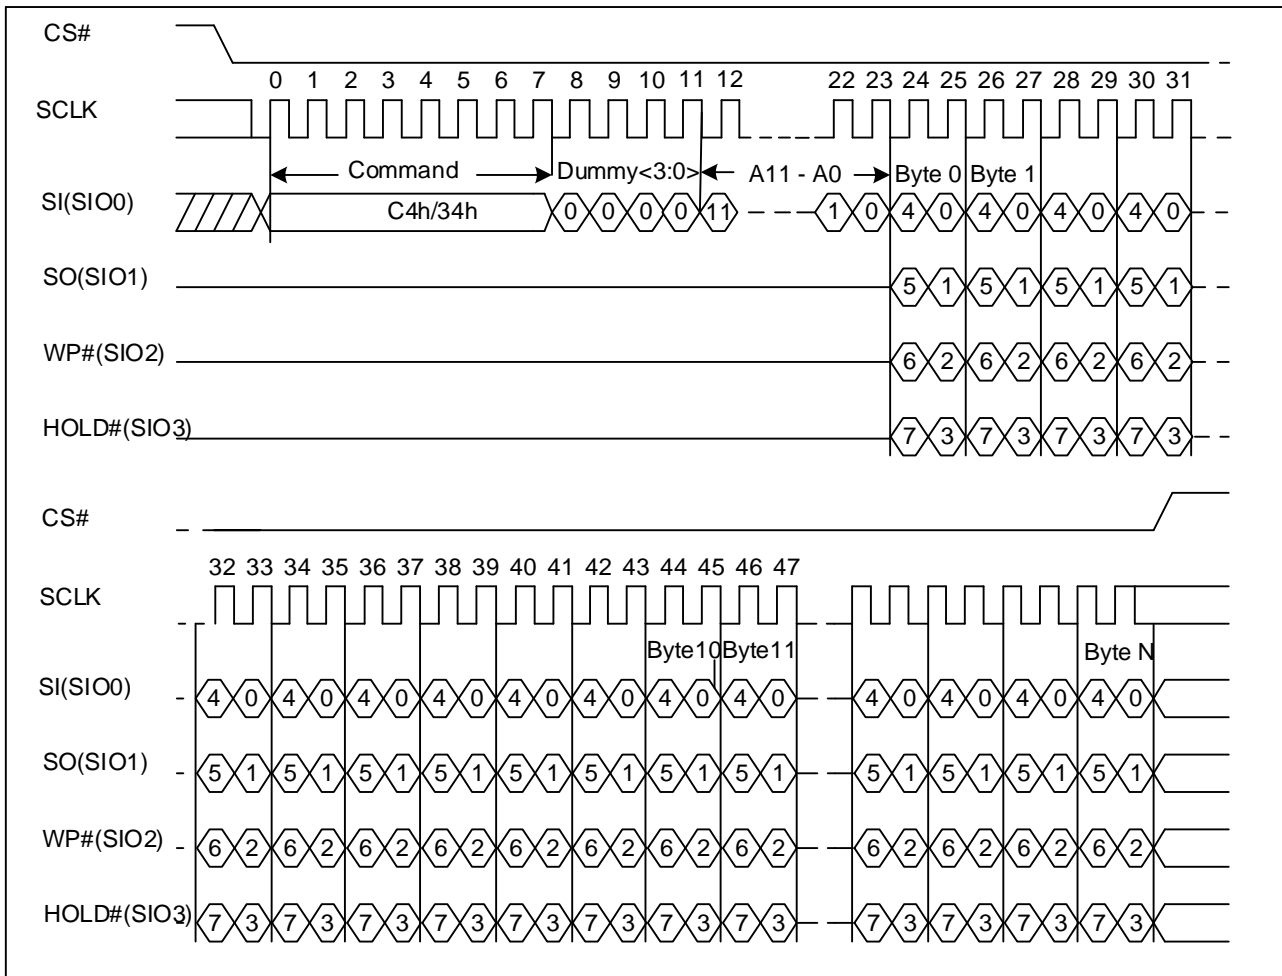 CS#
0 1 2 3 4 5 6 7 8 9 10 11 12 22 23 24 25 26 27 28 29 30 31
SCLK
Command Dummy<3:0> A11 - A0 Byte 0 Byte 1
SI(SIO0) C4h/34h 0 0 0 0 11 1 0 4 0 4 0 4 0 4 0
SO(SIO1) 5 1 5 1 5 1 5 1
WP#(SIO2) 6 2 6 2 6 2 6 2
HOLD#(SIO3) 7 3 7 3 7 3 7 3
CS#
32 33 34 35 36 37 38 39 40 41 42 43 44 45 46 47
SCLK
Byte10 Byte11 Byte N
SI(SIO0) 4 0 4 0 4 0 4 0 4 0 4 0 4 0 4 0 4 0 4 0 4 0 4 0
SO(SIO1) 5 1 5 1 5 1 5 1 5 1 5 1 5 1 5 1 5 1 5 1 5 1 5 1
WP#(SIO2) 6 2 6 2 6 2 6 2 6 2 6 2 6 2 6 2 6 2 6 2 6 2 6 2
HOLD#(SIO3) 7 3 7 3 7 3 7 3 7 3 7 3 7 3 7 3 7 3 7 3 7 3 7 3